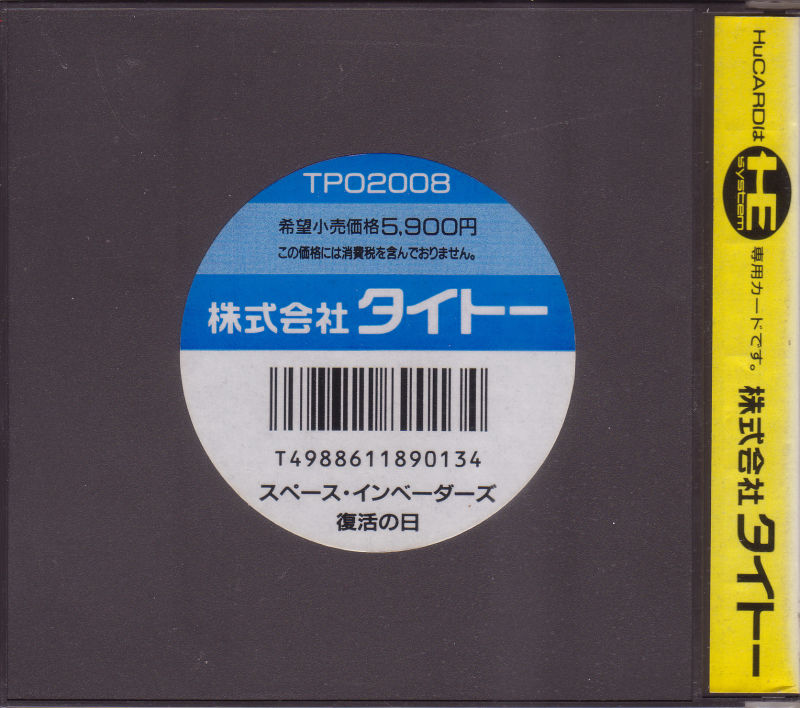 TP02008
希望小売価格5,900円
この価格には消費税を含んでおりません。
株式会社 タイトー
T4988611890134
スペース・インベーダーズ
復活の日
HuCARDは HE system 専用カードです。 株式会社 タイトー